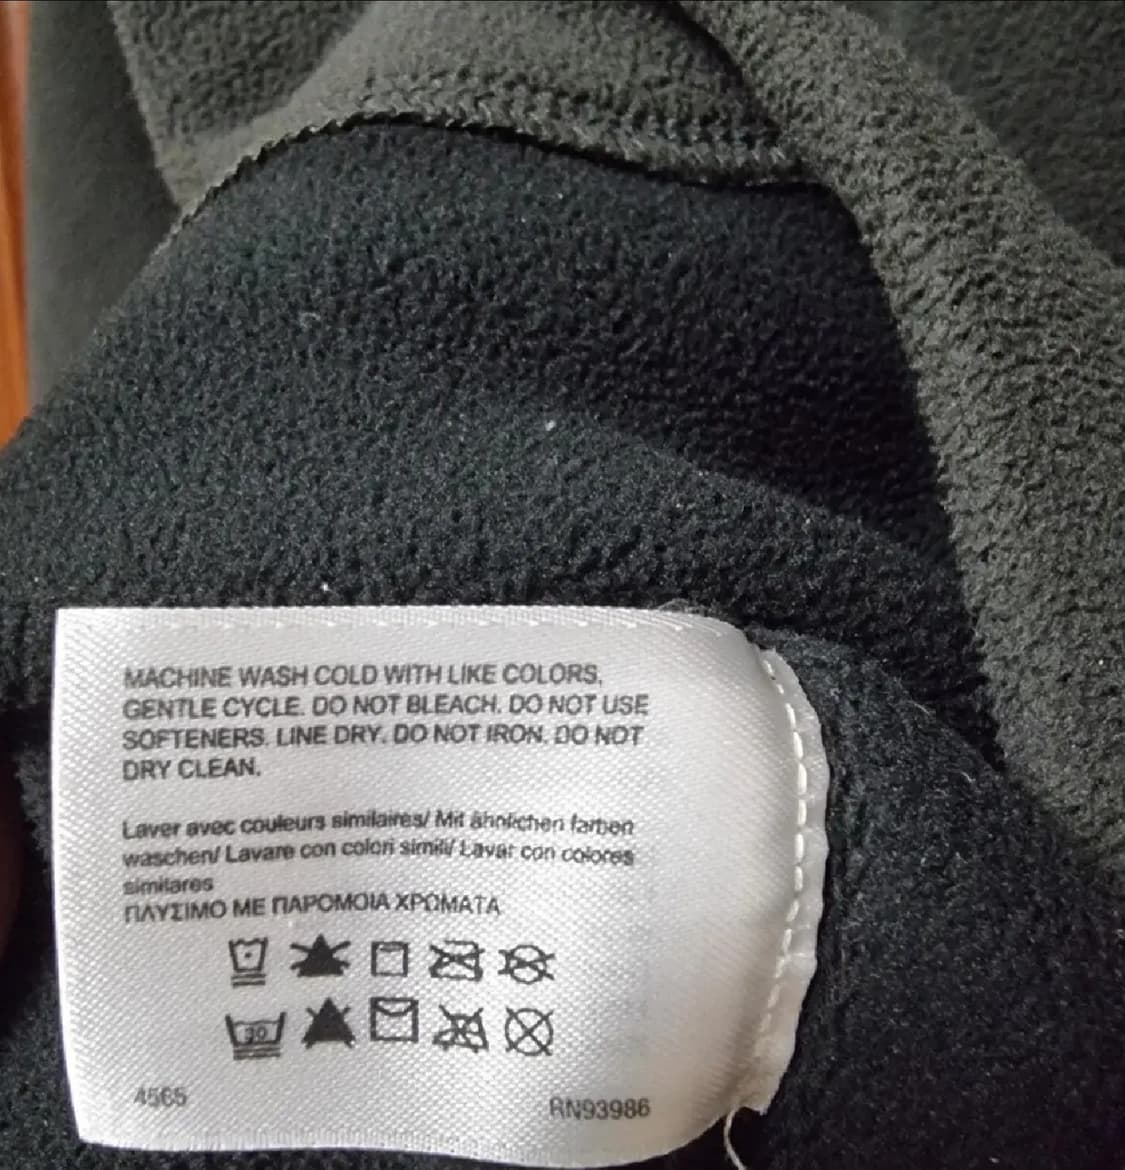 MACHINE WASH COLD WITH LIKE COLORS,
GENTLE CYCLE. DO NOT BLEACH. DO NOT USE
SOFTENERS. LINE DRY. DO NOT IRON. DO NOT
DRY CLEAN.
Laver avec couleurs similaires/ Mit ähnlichen farben
waschen/ Lavare con colori simili/ Lavar con colores
similares
ΠΛΥΣΙΜΟ ΜΕ ΠΑΡΟΜΟΙΑ ΧΡΩΜΑΤΑ
30
4565
RN93986